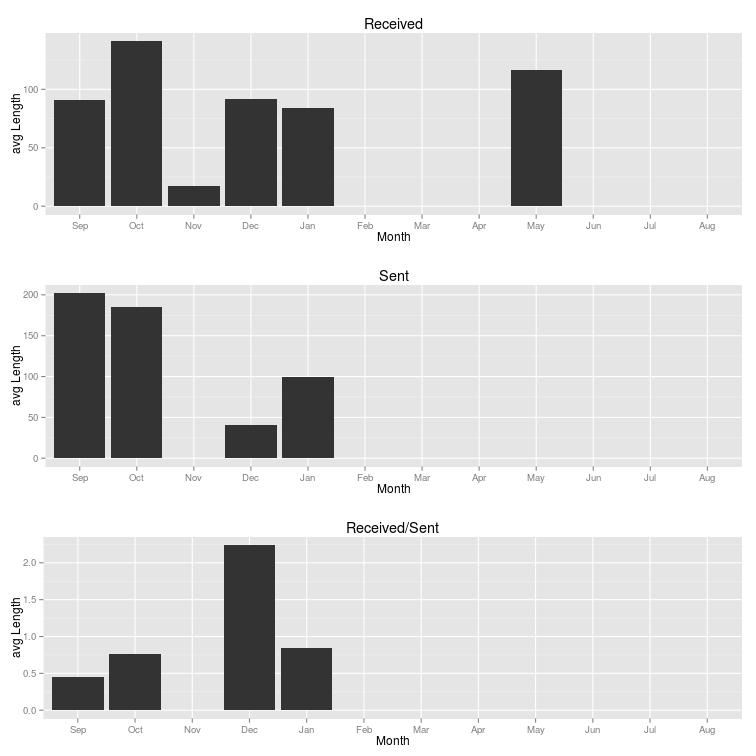 Received
avg Length
100
50
0
Sep Oct Nov Dec Jan Feb Mar Apr May Jun Jul Aug
Month
Sent
avg Length
200
150
100
50
0
Sep Oct Nov Dec Jan Feb Mar Apr May Jun Jul Aug
Month
Received/Sent
avg Length
2.0
1.5
1.0
0.5
0.0
Sep Oct Nov Dec Jan Feb Mar Apr May Jun Jul Aug
Month